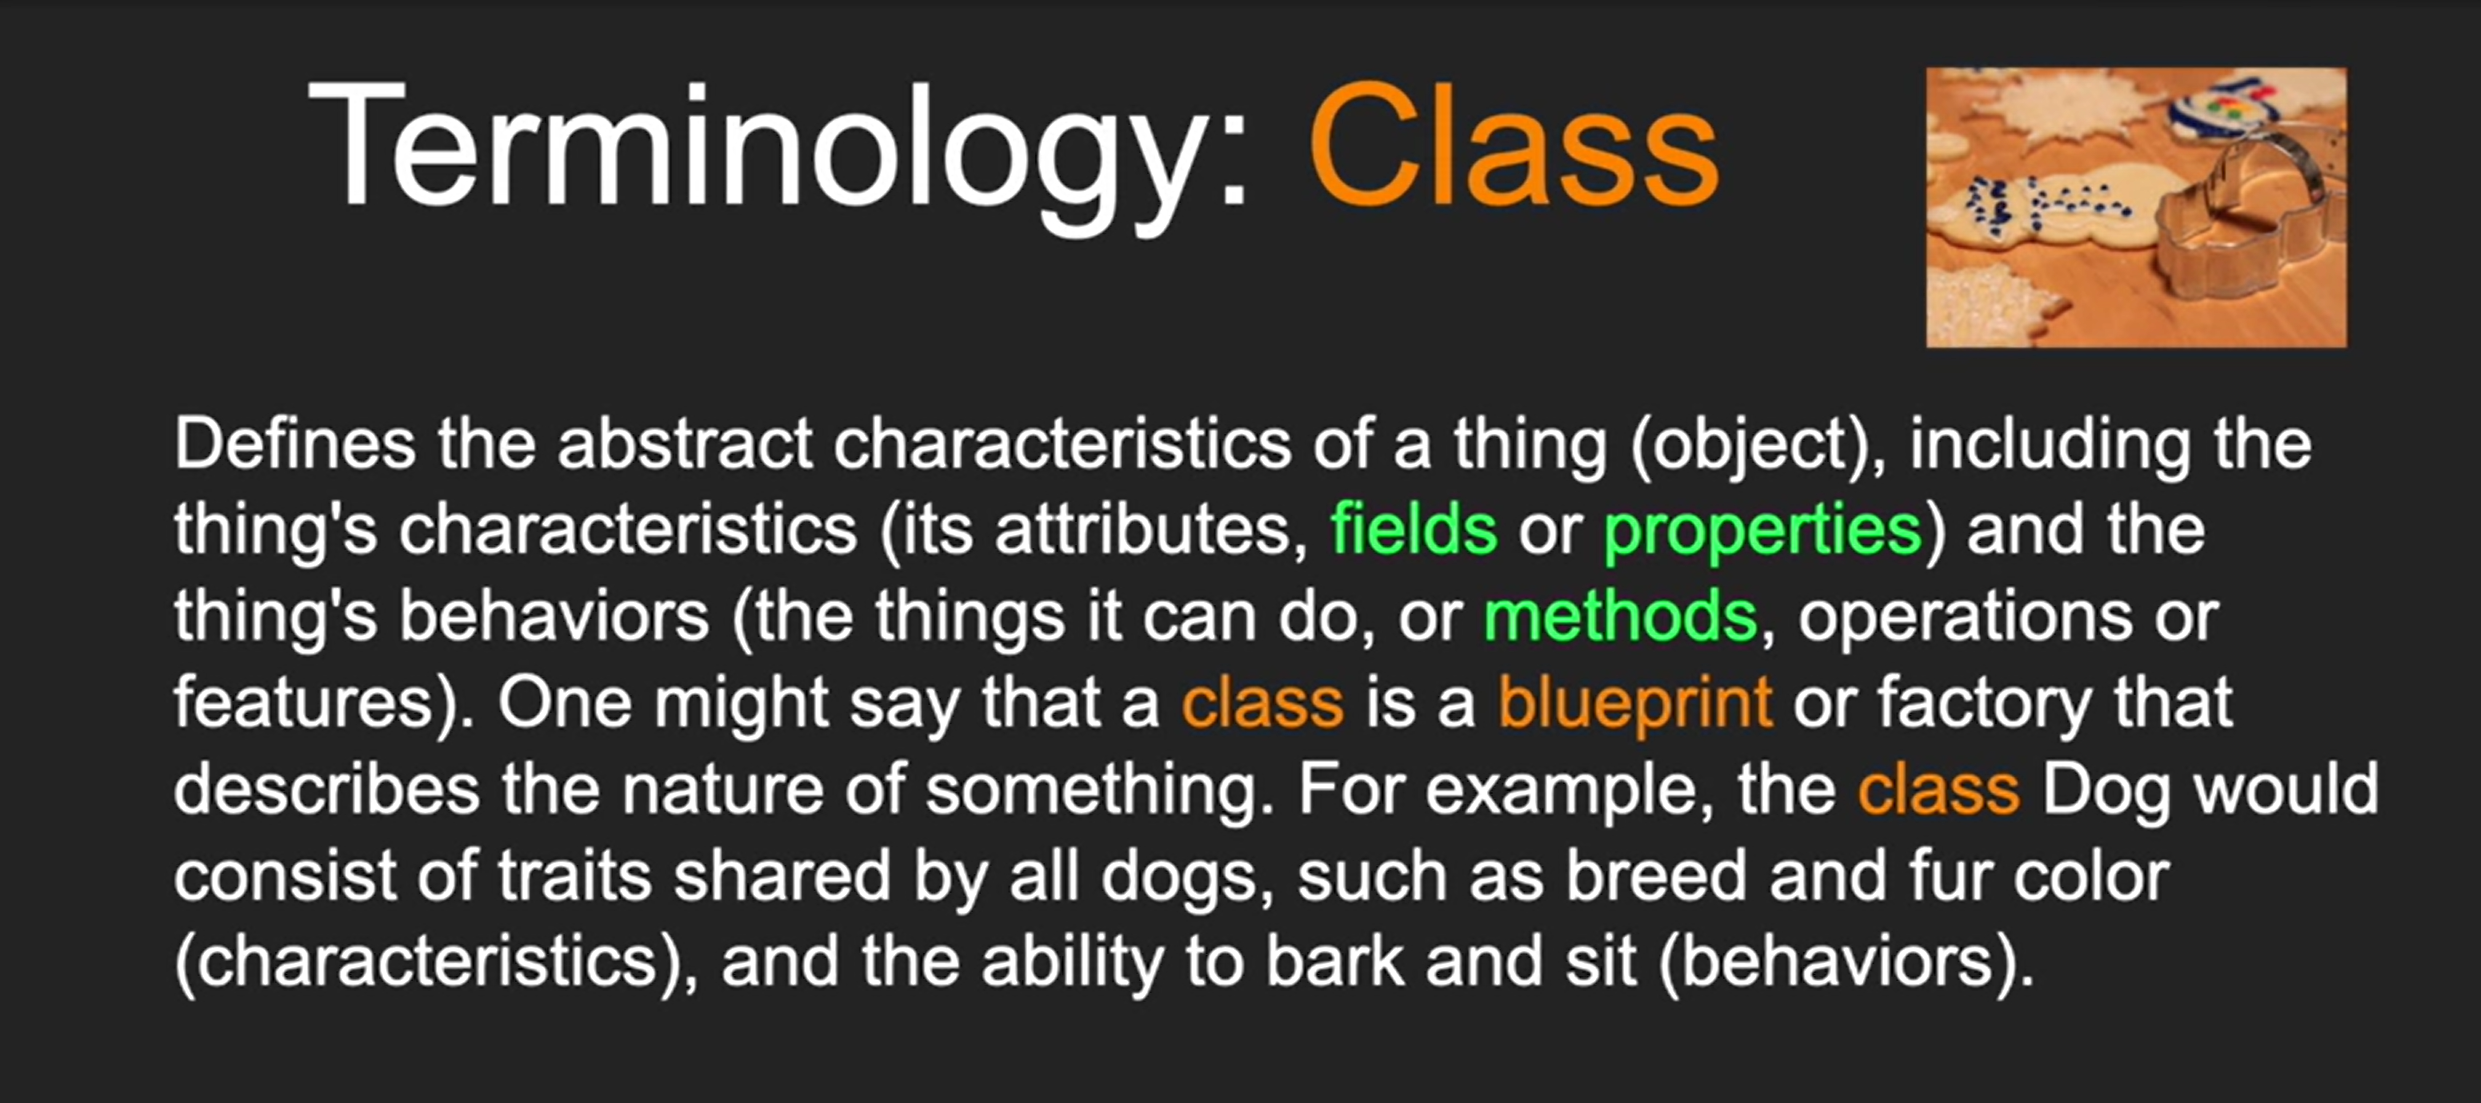 Terminology: Class
Defines the abstract characteristics of a thing (object), including the
thing's characteristics (its attributes, fields or properties) and the
thing's behaviors (the things it can do, or methods, operations or
features). One might say that a class is a blueprint or factory that
describes the nature of something. For example, the class Dog would
consist of traits shared by all dogs, such as breed and fur color
(characteristics), and the ability to bark and sit (behaviors).